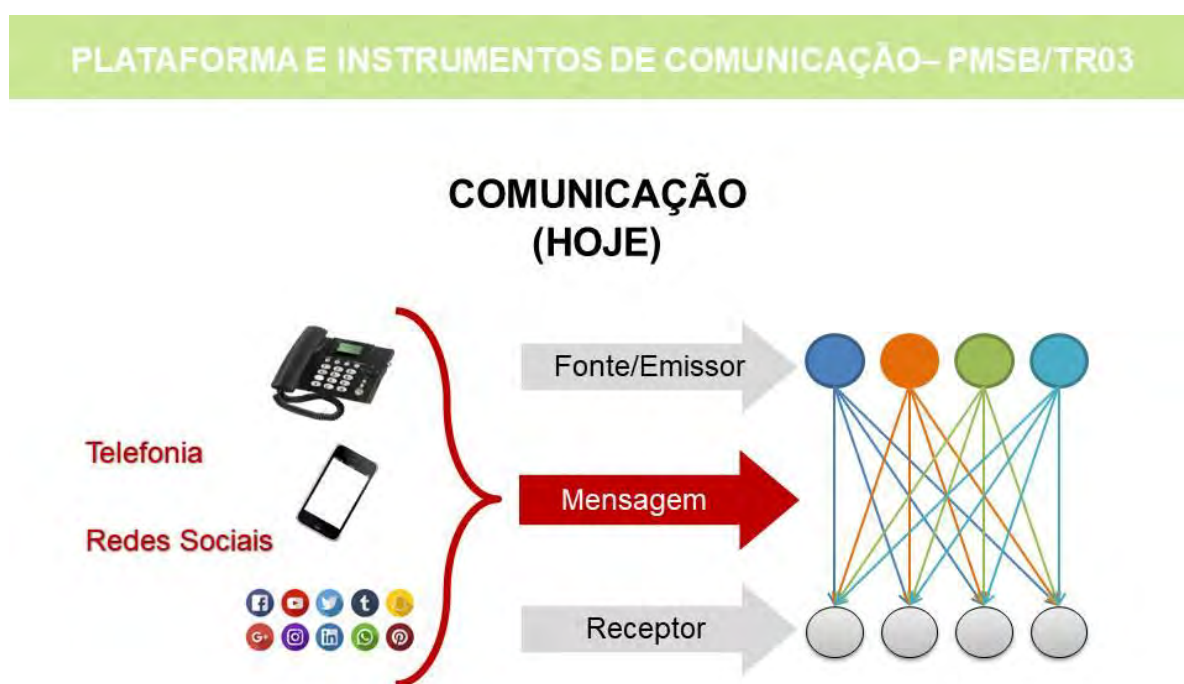 PLATAFORMA E INSTRUMENTOS DE COMUNICAÇÃO– PMSB/TR03
COMUNICAÇÃO
(HOJE)
Fonte/Emissor
Telefonia
Mensagem
Redes Sociais
Receptor